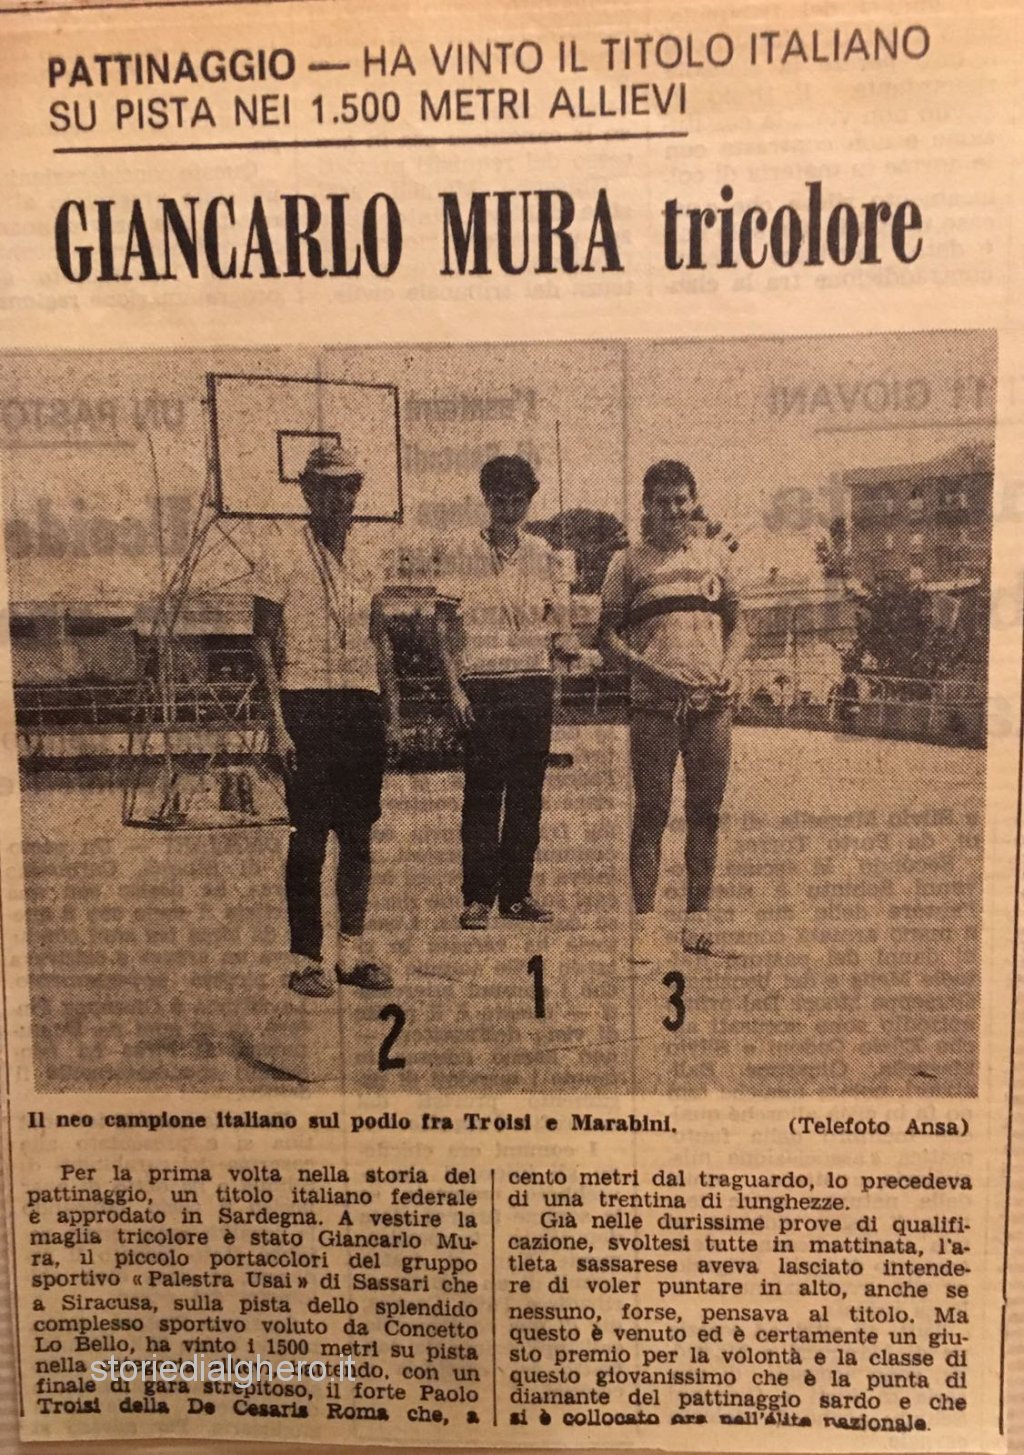 PATTINAGGIO — HA VINTO IL TITOLO ITALIANO
SU PISTA NEI 1.500 METRI ALLIEVI
GIANCARLO MURA tricolore
2
1
3
Il neo campione italiano sul podio fra Troisi e Marabini.
(Telefoto Ansa)
Per la prima volta nella storia del
pattinaggio, un titolo italiano federale
è approdato in Sardegna. A vestire la
maglia tricolore è stato Giancarlo Mu-
ra, il piccolo portacolori del gruppo
sportivo « Palestra Usai » di Sassari che
a Siracusa, sulla pista dello splendido
complesso sportivo voluto da Concetto
Lo Bello, ha vinto i 1500 metri su pista
nella battendo, con un
finale di gara strepitoso, il forte Paolo
Troisi della De Cesaris Roma che, a
cento metri dal traguardo, lo precedeva
di una trentina di lunghezze.
Già nelle durissime prove di qualifi-
cazione, svoltesi tutte in mattinata, l'a-
tleta sassarese aveva lasciato intende-
re di voler puntare in alto, anche se
nessuno, forse, pensava al titolo. Ma
questo è venuto ed è certamente un giu-
sto premio per la volontà e la classe di
questo giovanissimo che è la punta di
diamante del pattinaggio sardo e che
si è collocato ora nell'élite nazionale.
storiedialghero.it